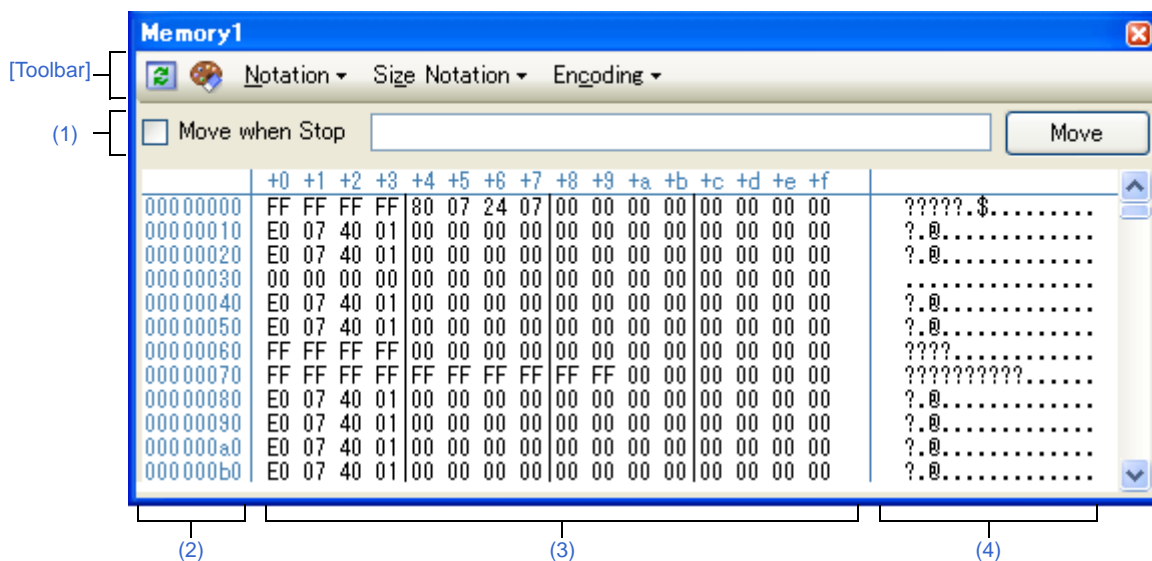 Memory1
[Toolbar] Notation Size Notation Encoding
(1) Move when Stop Move
+0 +1 +2 +3 +4 +5 +6 +7 +8 +9 +a +b +c +d +e +f
00000000 FF FF FF FF 80 07 24 07 00 00 00 00 00 00 00 00 ?????.$.........
00000010 E0 07 40 01 00 00 00 00 00 00 00 00 00 00 00 00 ?.@.............
00000020 E0 07 40 01 00 00 00 00 00 00 00 00 00 00 00 00 ?.@.............
00000030 00 00 00 00 00 00 00 00 00 00 00 00 00 00 00 00 ................
00000040 E0 07 40 01 00 00 00 00 00 00 00 00 00 00 00 00 ?.@.............
00000050 E0 07 40 01 00 00 00 00 00 00 00 00 00 00 00 00 ?.@.............
00000060 FF FF FF FF 00 00 00 00 00 00 00 00 00 00 00 00 ????............
00000070 FF FF FF FF FF FF FF FF FF FF 00 00 00 00 00 00 ??????????......
00000080 E0 07 40 01 00 00 00 00 00 00 00 00 00 00 00 00 ?.@.............
00000090 E0 07 40 01 00 00 00 00 00 00 00 00 00 00 00 00 ?.@.............
000000a0 E0 07 40 01 00 00 00 00 00 00 00 00 00 00 00 00 ?.@.............
000000b0 E0 07 40 01 00 00 00 00 00 00 00 00 00 00 00 00 ?.@.............
(2) (3) (4)